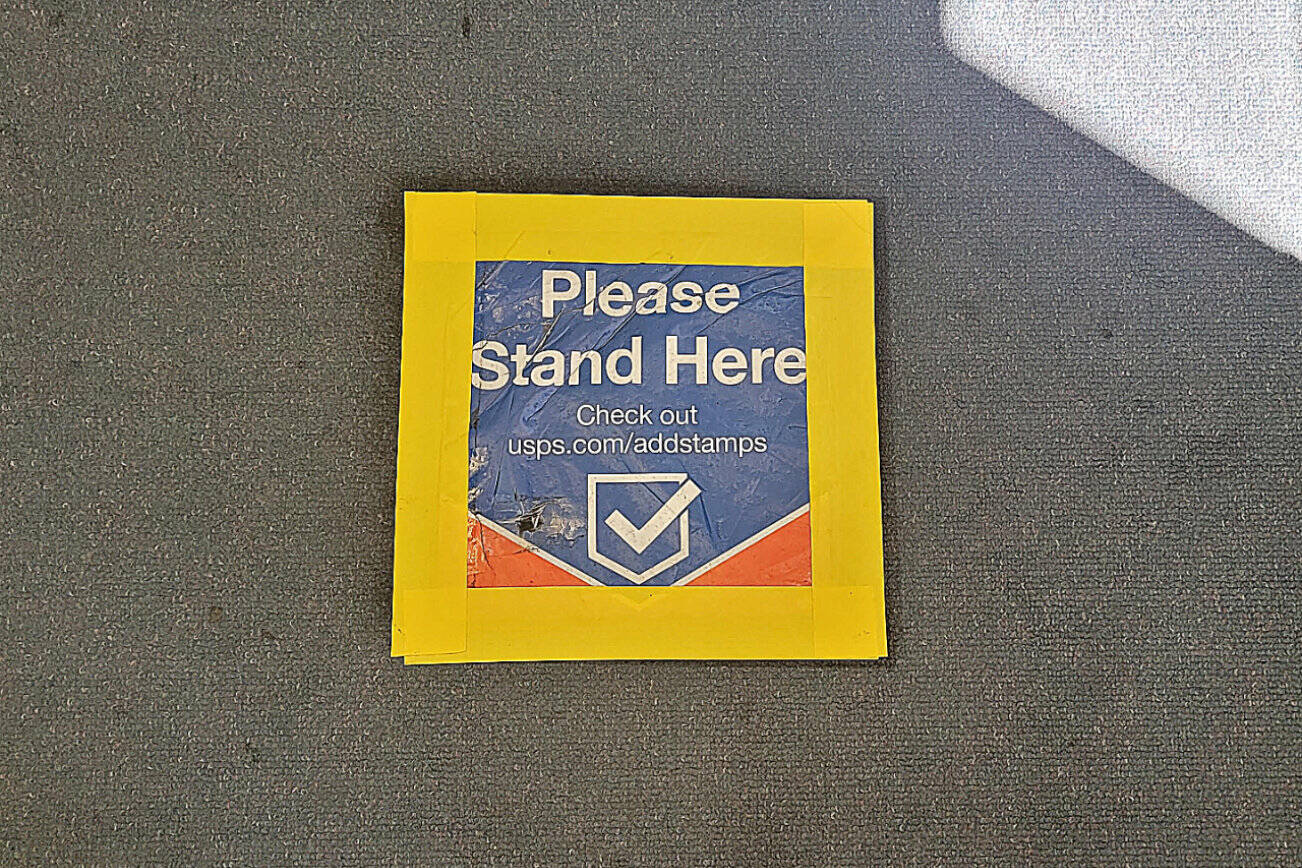 Please
Stand Here
Check out
usps.com/addstamps